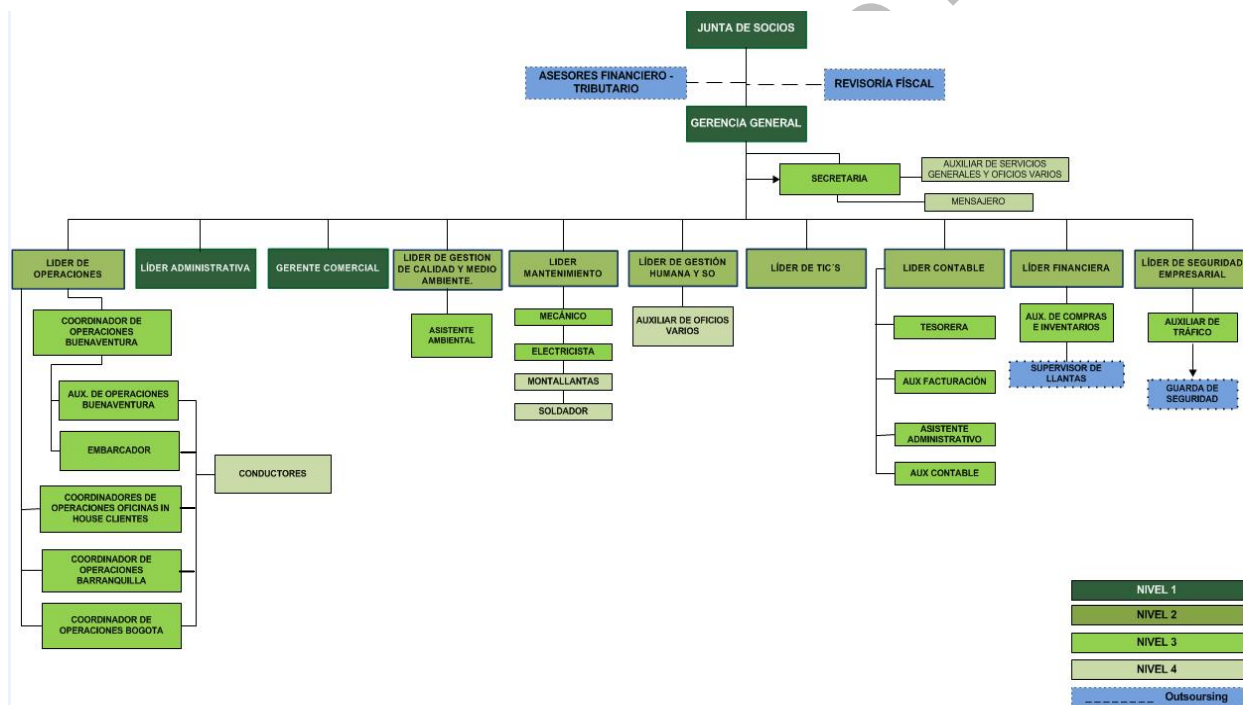 JUNTA DE SOCIOS
ASESORES FINANCIERO -
TRIBUTARIO
REVISORÍA FÍSCAL
GERENCIA GENERAL
SECRETARIA
AUXILIAR DE SERVICIOS
GENERALES Y OFICIOS VARIOS
MENSAJERO
LIDER DE
OPERACIONES
LÍDER ADMINISTRATIVA
GERENTE COMERCIAL
LIDER DE GESTION
DE CALIDAD Y MEDIO
AMBIENTE.
LIDER
MANTENIMIENTO
LÍDER DE GESTIÓN
HUMANA Y SO
LÍDER DE TIC´S
LIDER CONTABLE
LÍDER FINANCIERA
LÍDER DE SEGURIDAD
EMPRESARIAL
COORDINADOR DE
OPERACIONES
BUENAVENTURA
AUX. DE OPERACIONES
BUENAVENTURA
EMBARCADOR
CONDUCTORES
COORDINADORES DE
OPERACIONES OFICINAS IN
HOUSE CLIENTES
COORDINADOR DE
OPERACIONES
BARRANQUILLA
COORDINADOR DE
OPERACIONES BOGOTA
ASISTENTE
AMBIENTAL
MECÁNICO
ELECTRICISTA
MONTALLANTAS
SOLDADOR
AUXILIAR DE OFICIOS
VARIOS
TESORERA
AUX FACTURACIÓN
ASISTENTE
ADMINISTRATIVO
AUX CONTABLE
AUX. DE COMPRAS
E INVENTARIOS
SUPERVISOR DE
LLANTAS
AUXILIAR DE
TRÁFICO
GUARDA DE
SEGURIDAD
NIVEL 1
NIVEL 2
NIVEL 3
NIVEL 4
Outsoursing